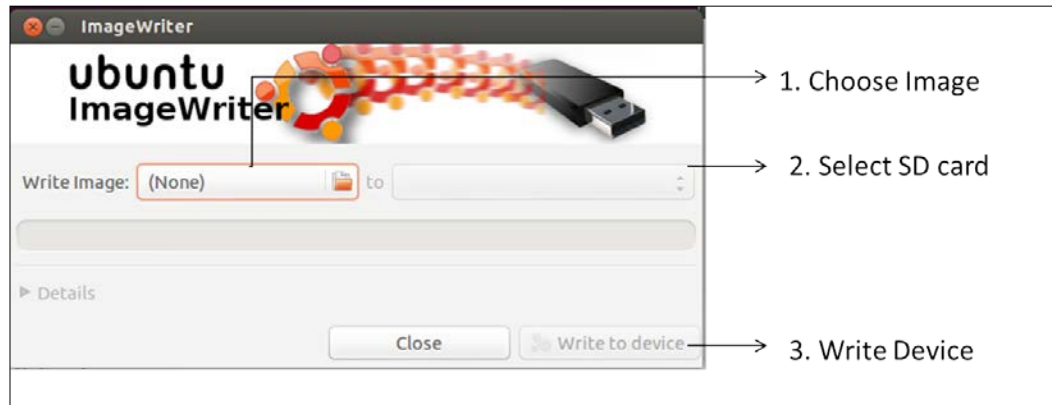 ImageWriter
ubuntu
ImageWriter
1. Choose Image
2. Select SD card
Write Image: (None) to
Details
Close Write to device
3. Write Device